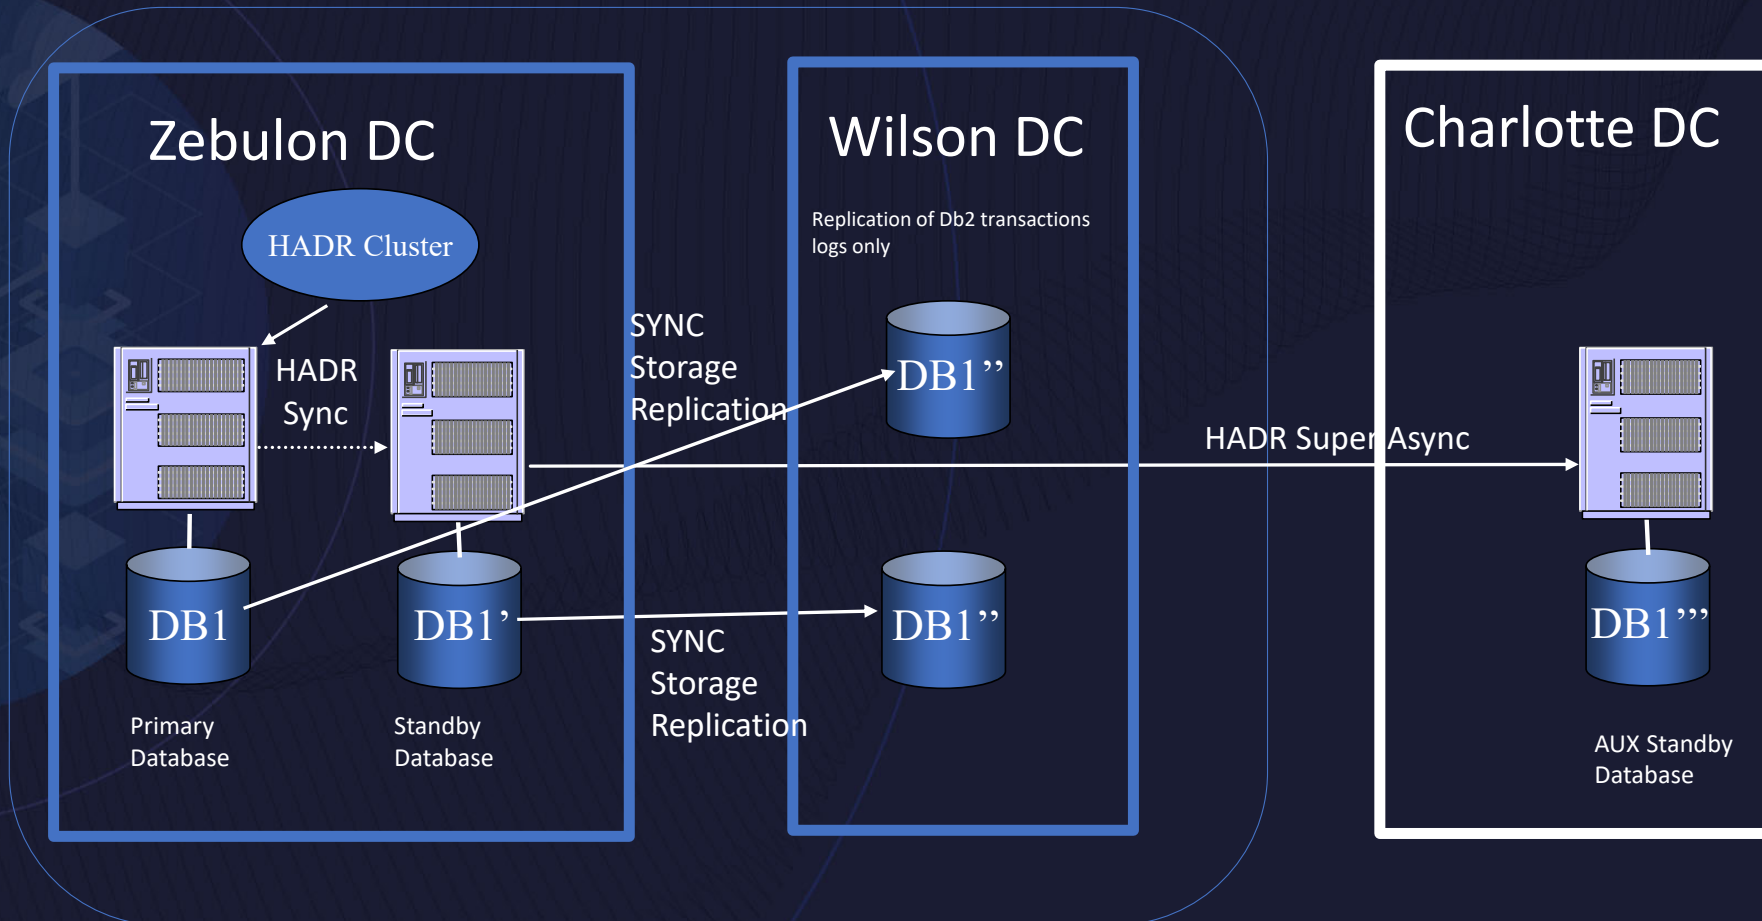 Zebulon DC
Wilson DC
Charlotte DC
HADR Cluster
Replication of Db2 transactions
logs only
HADR
Sync
SYNC
Storage
Replication
DB1’’
HADR Super Async
DB1
DB1’
SYNC
Storage
Replication
DB1’’
DB1’’’
Primary
Database
Standby
Database
AUX Standby
Database